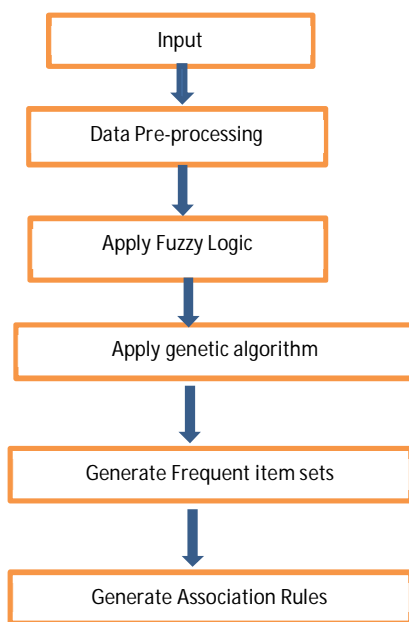 Input
Data Pre-processing
Apply Fuzzy Logic
Apply genetic algorithm
Generate Frequent item sets
Generate Association Rules